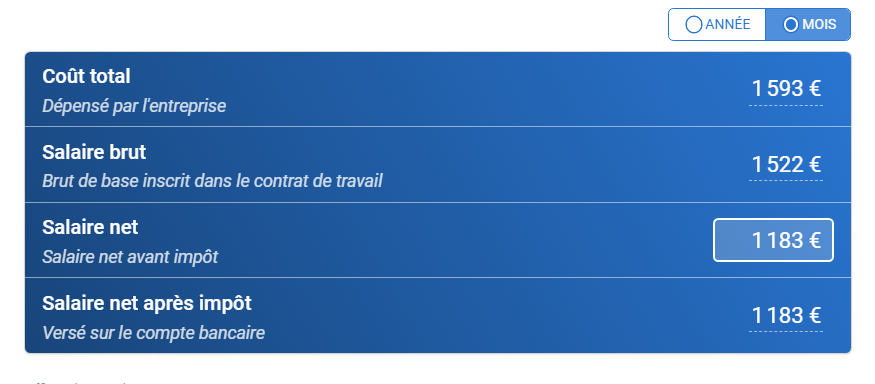 ANNÉE MOIS
Coût total
1 593 €
Dépensé par l'entreprise
Salaire brut
1 522 €
Brut de base inscrit dans le contrat de travail
Salaire net
1 183 €
Salaire net avant impôt
Salaire net après impôt
1 183 €
Versé sur le compte bancaire